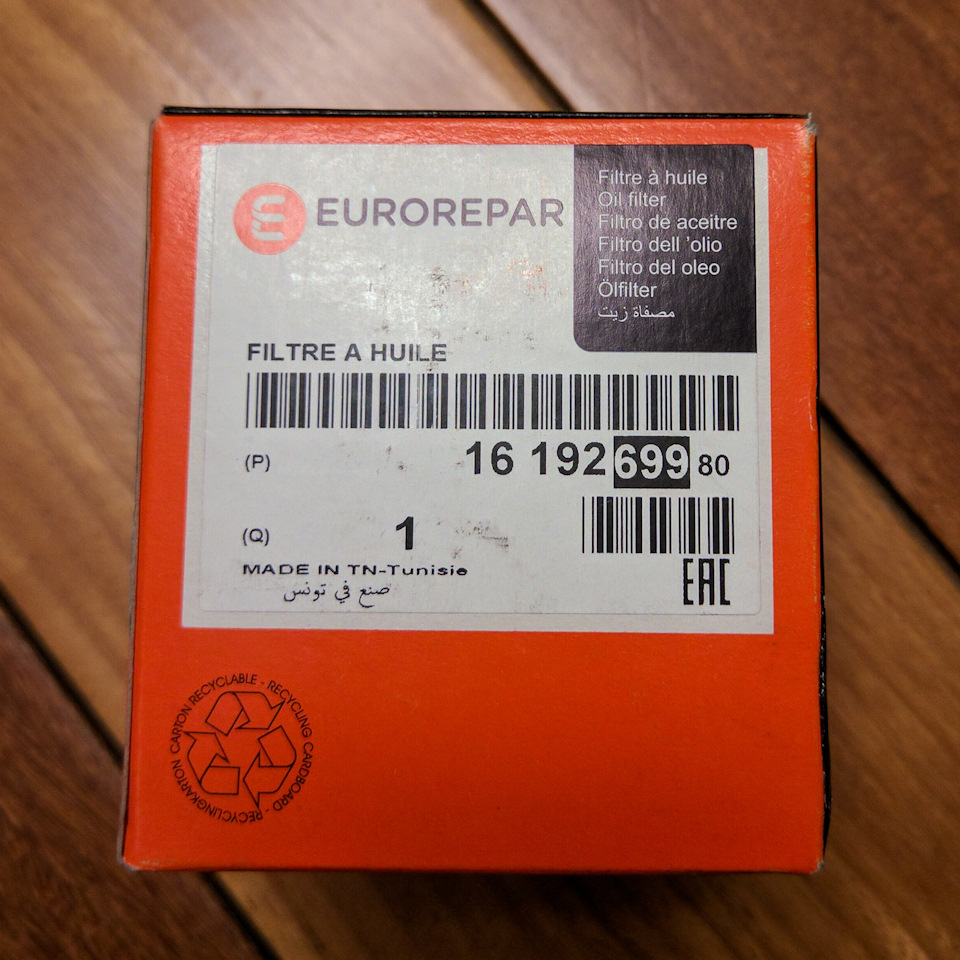 EUROREPAR
Filtre à huile
Oil filter
Filtro de aceitre
Filtro dell 'olio
Filtro del oleo
Ölfilter
مصفاة زيت
FILTRE A HUILE
(P) 16 192 699 80
(Q) 1
MADE IN TN-Tunisie
صنع في تونس
EAC
CARTON RECYCLABLE - RECYCLING CARDBOARD - RECYCLINGKARTON